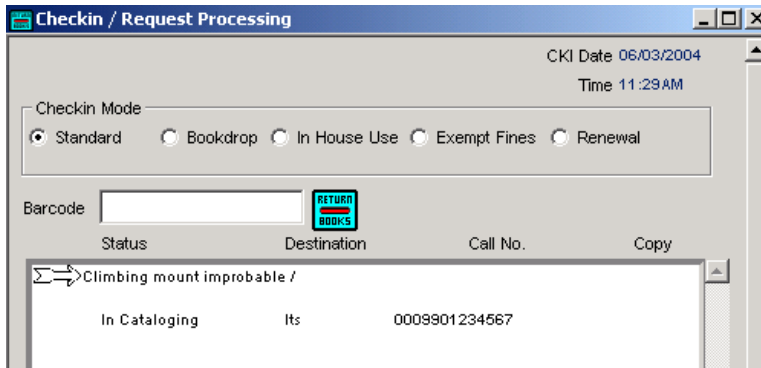 Checkin / Request Processing
CKI Date 06/03/2004
Time 11:29AM
Checkin Mode
Standard Bookdrop In House Use Exempt Fines Renewal
Barcode RETURN BOOKS
Status Destination Call No. Copy
Climbing mount improbable /
In Cataloging lts 0009901234567